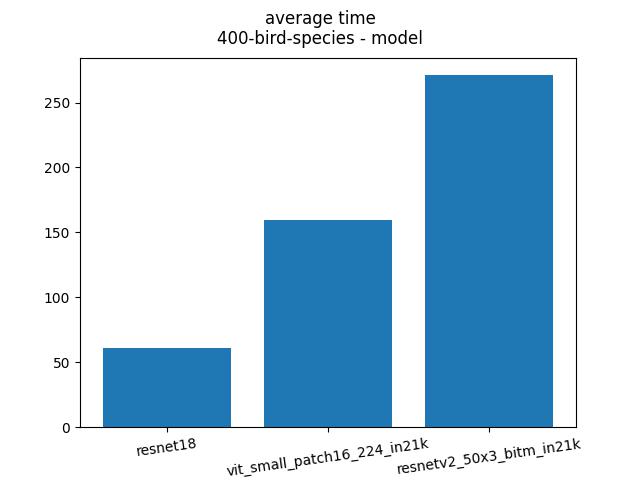 average time
400-bird-species - model
250
200
150
100
50
0
resnet18
vit_small_patch16_224_in21k
resnetv2_50x3_bitm_in21k